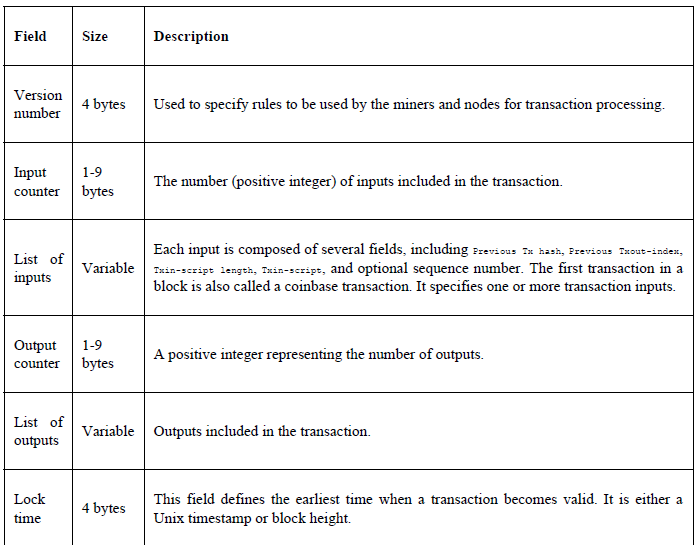 Field Size Description
Version number 4 bytes Used to specify rules to be used by the miners and nodes for transaction processing.
Input counter 1-9 bytes The number (positive integer) of inputs included in the transaction.
List of inputs Variable Each input is composed of several fields, including Previous Tx hash, Previous Txout-index,
Txin-script length, Txin-script, and optional sequence number. The first transaction in a
block is also called a coinbase transaction. It specifies one or more transaction inputs.
Output counter 1-9 bytes A positive integer representing the number of outputs.
List of outputs Variable Outputs included in the transaction.
Lock time 4 bytes This field defines the earliest time when a transaction becomes valid. It is either a
Unix timestamp or block height.